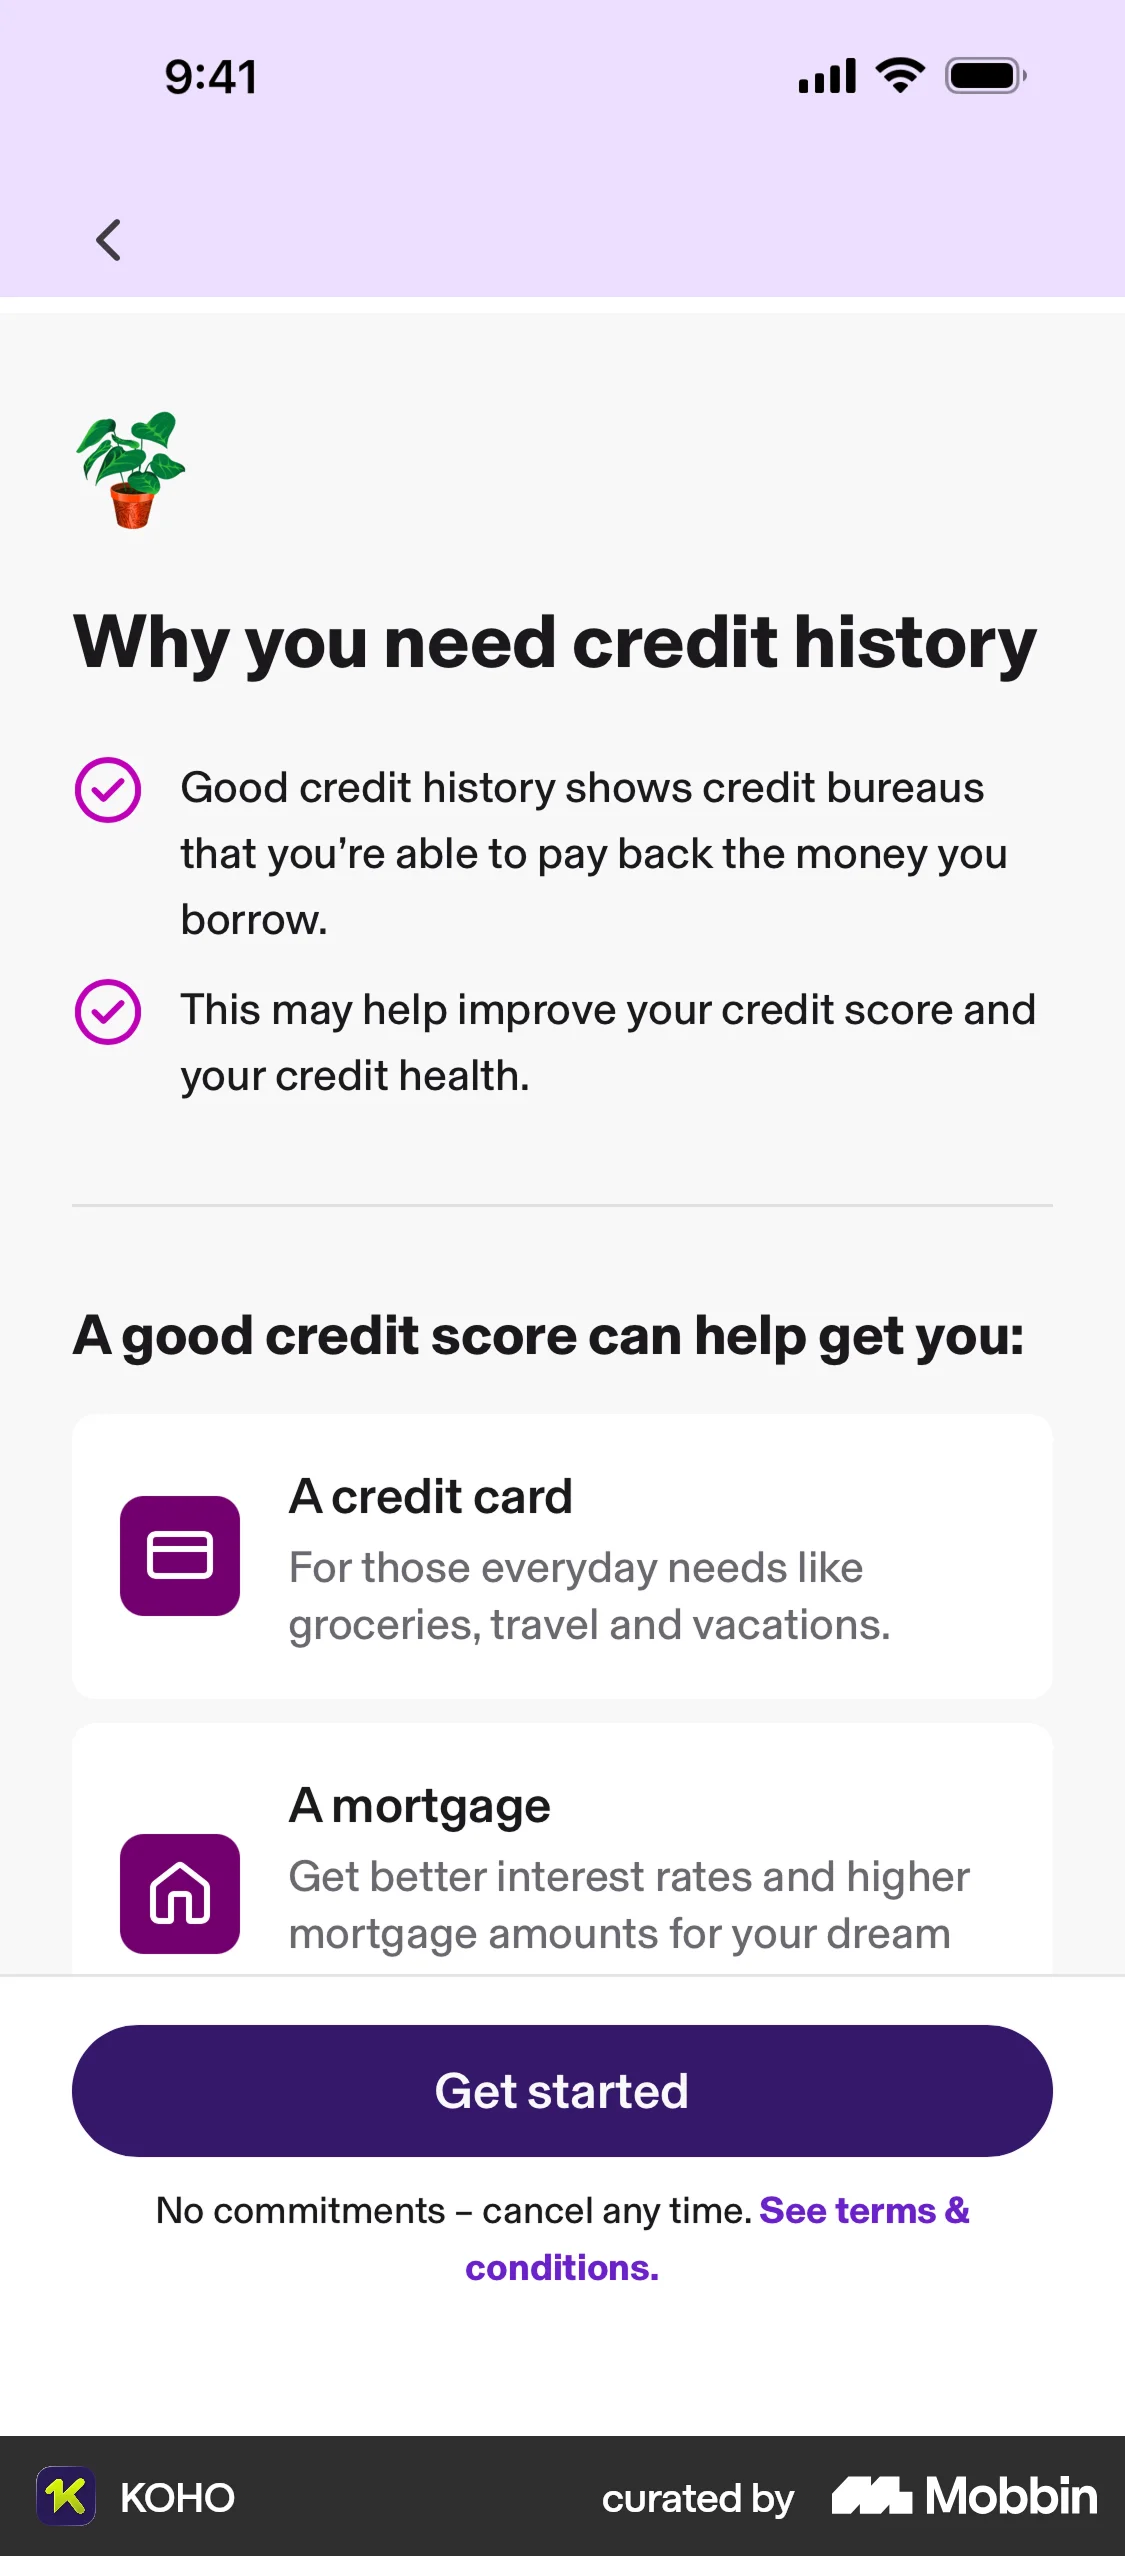 9:41
Why you need credit history
Good credit history shows credit bureaus
that you’re able to pay back the money you
borrow.
This may help improve your credit score and
your credit health.
A good credit score can help get you:
A credit card
For those everyday needs like
groceries, travel and vacations.
A mortgage
Get better interest rates and higher
mortgage amounts for your dream
Get started
No commitments – cancel any time. See terms &
conditions.
KOHO
curated by Mobbin